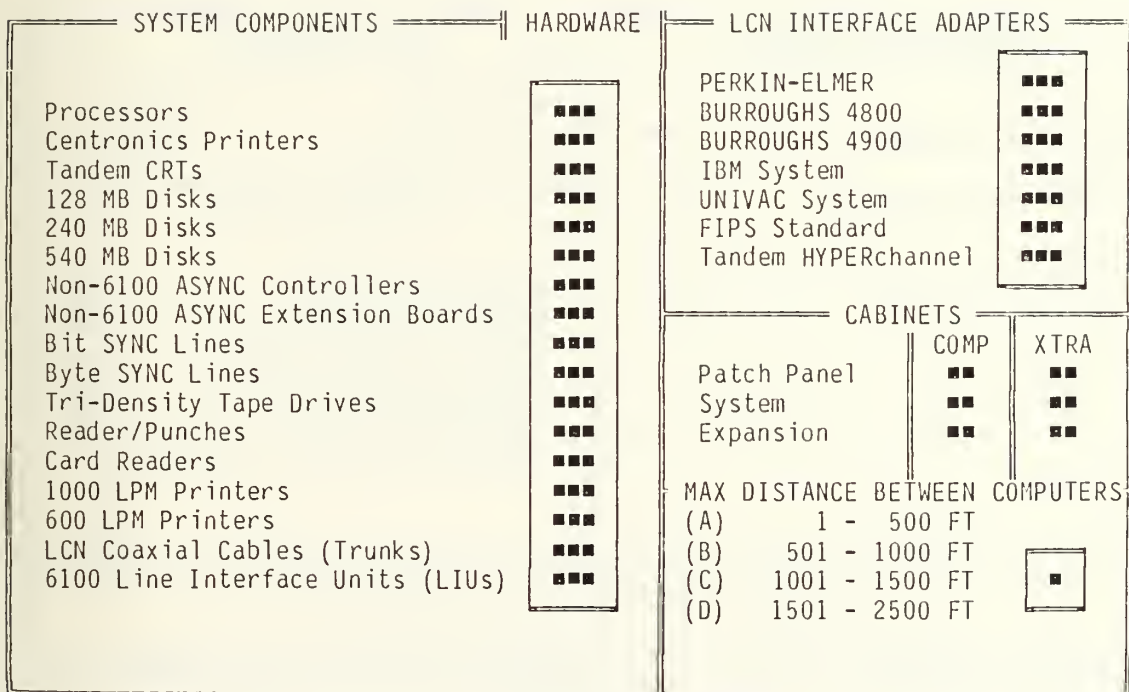 SYSTEM COMPONENTS
HARDWARE
Processors ■■■
Centronics Printers ■■■
Tandem CRTs ■■■
128 MB Disks ■■■
240 MB Disks ■■■
540 MB Disks ■■■
Non-6100 ASYNC Controllers ■■■
Non-6100 ASYNC Extension Boards ■■■
Bit SYNC Lines ■■■
Byte SYNC Lines ■■■
Tri-Density Tape Drives ■■■
Reader/Punches ■■■
Card Readers ■■■
1000 LPM Printers ■■■
600 LPM Printers ■■■
LCN Coaxial Cables (Trunks) ■■■
6100 Line Interface Units (LIUs) ■■■
LCN INTERFACE ADAPTERS
PERKIN-ELMER ■■■
BURROUGHS 4800 ■■■
BURROUGHS 4900 ■■■
IBM System ■■■
UNIVAC System ■■■
FIPS Standard ■■■
Tandem HYPERchannel ■■■
CABINETS
COMP XTRA
Patch Panel ■■ ■■
System ■■ ■■
Expansion ■■ ■■
MAX DISTANCE BETWEEN COMPUTERS
(A) 1 - 500 FT
(B) 501 - 1000 FT
(C) 1001 - 1500 FT ■
(D) 1501 - 2500 FT